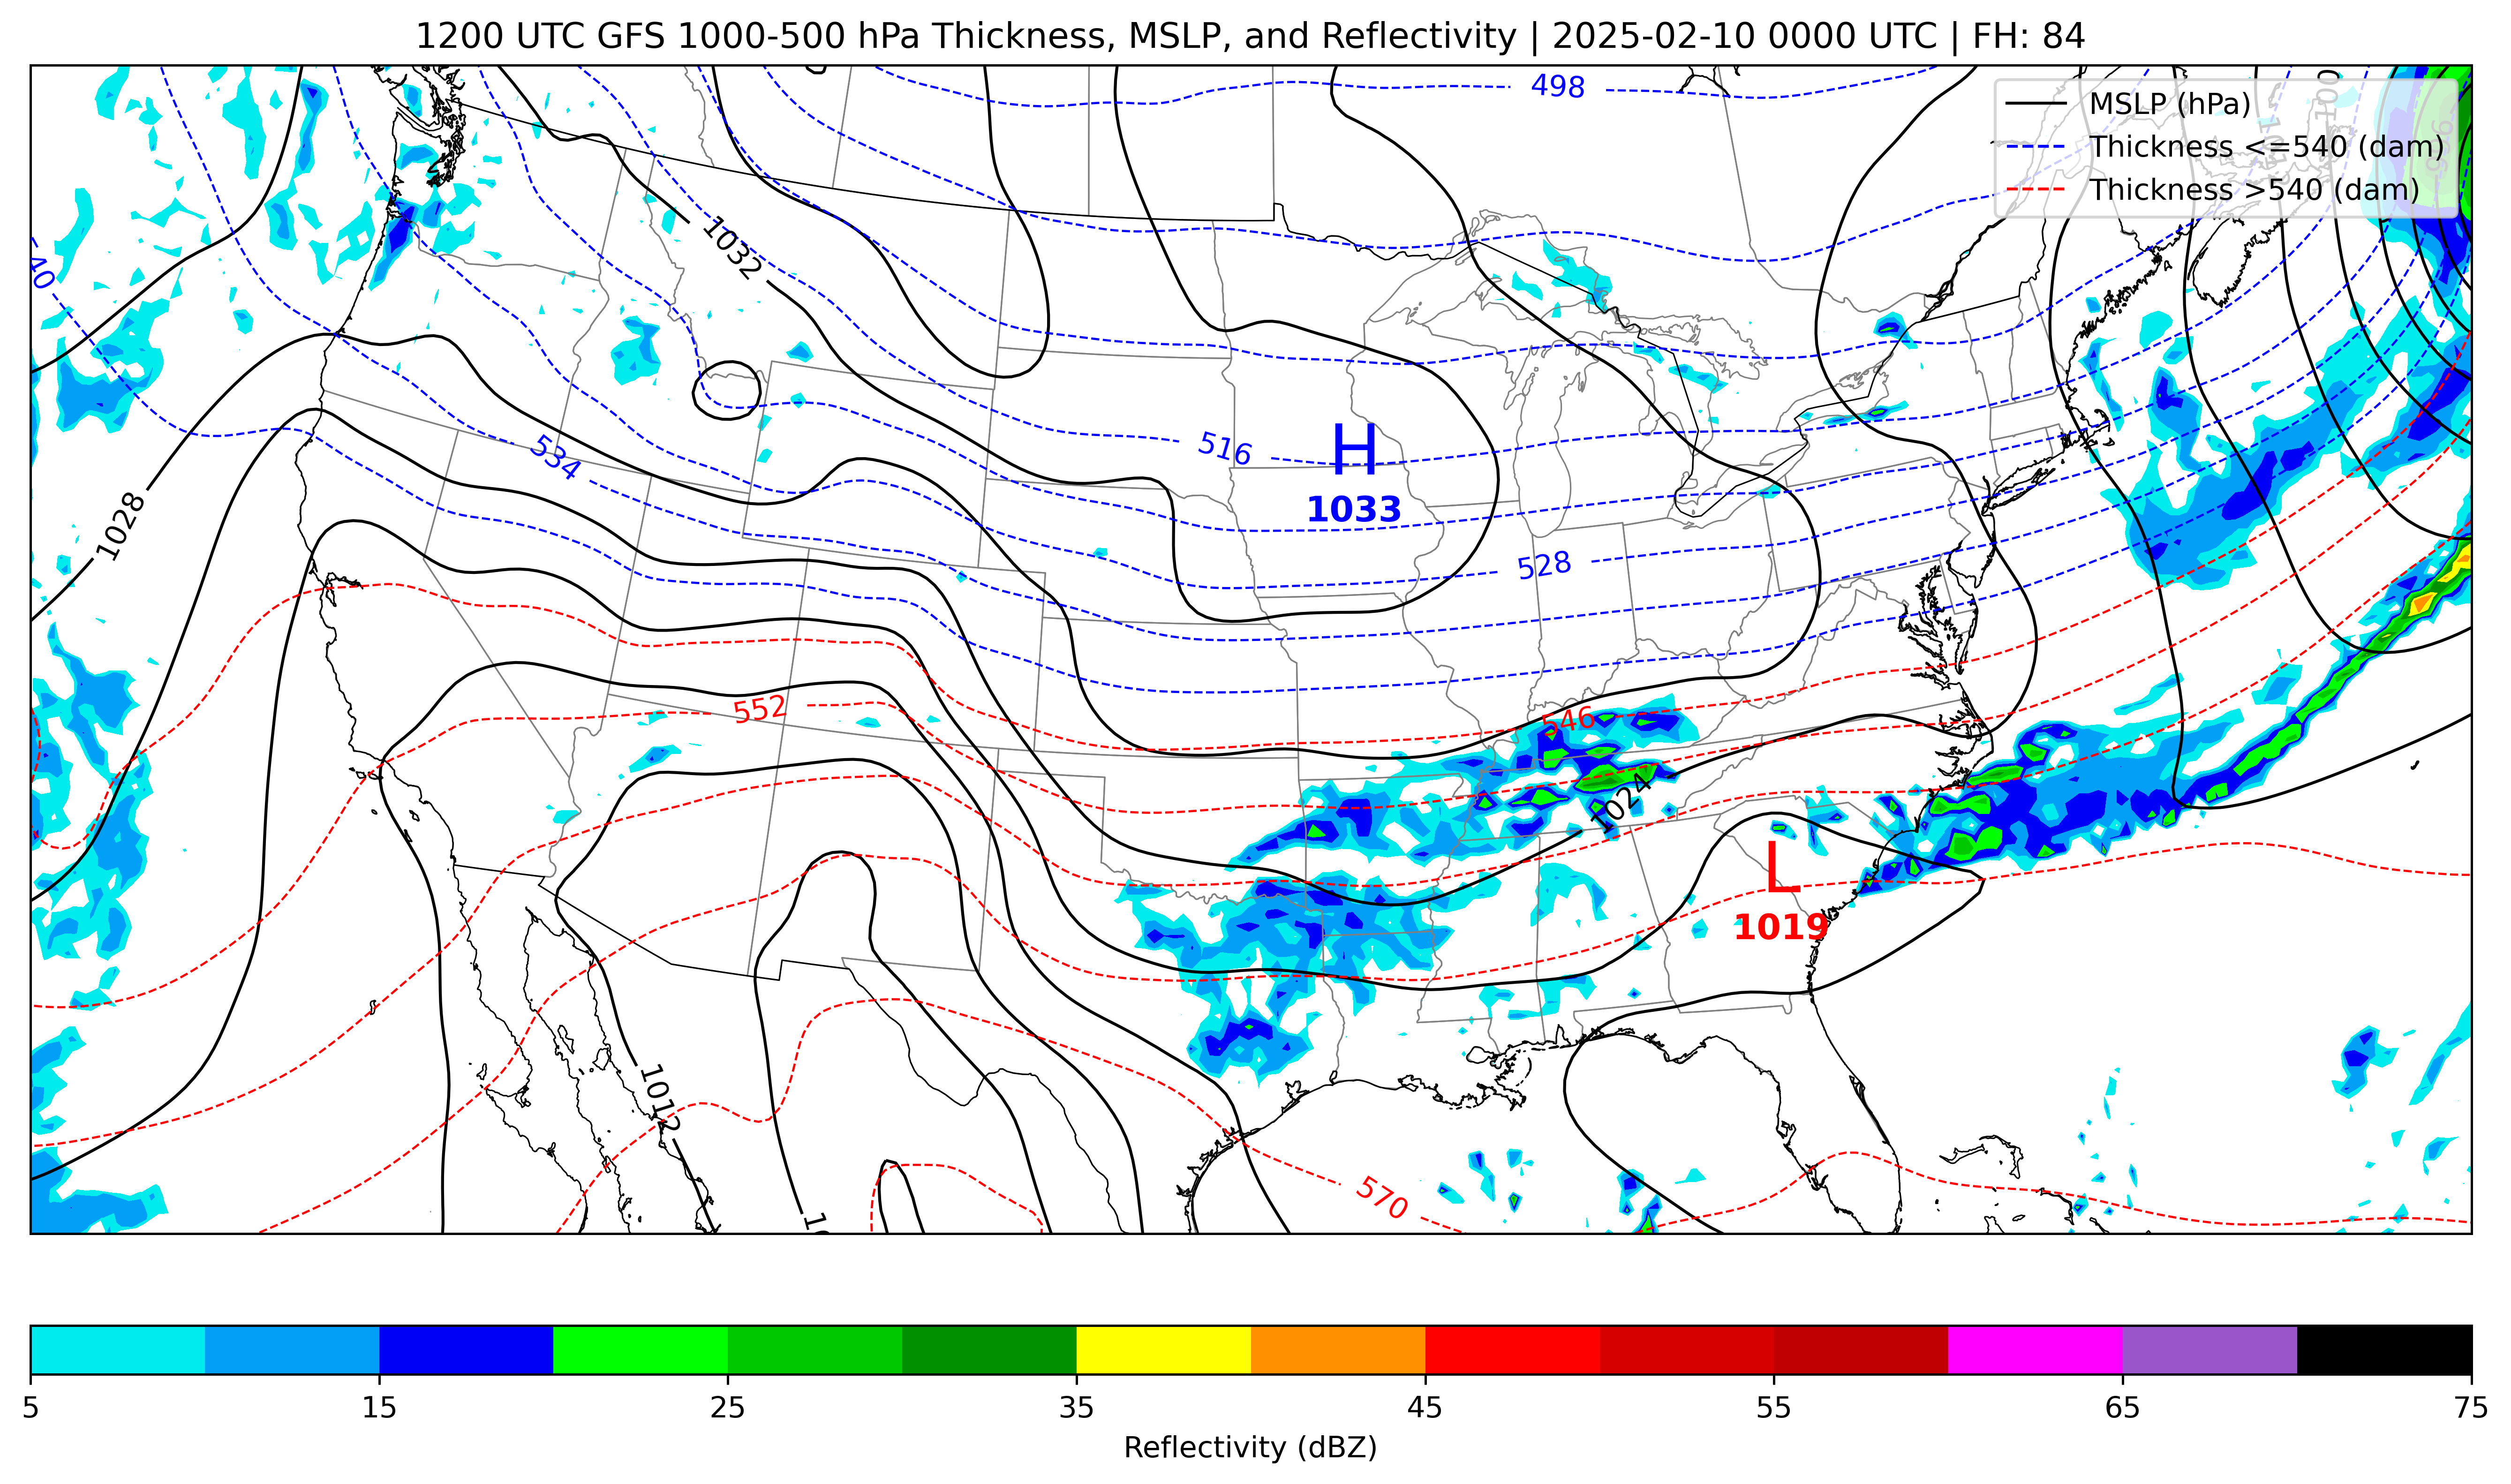 1200 UTC GFS 1000-500 hPa Thickness, MSLP, and Reflectivity | 2025-02-10 0000 UTC | FH: 84
498
MSLP (hPa)
Thickness <=540 (dam)
Thickness >540 (dam)
1032
40
516
534
H
1033
1028
528
552
546
1024
L
1019
1012
570
5 15 25 35 45 55 65 75
Reflectivity (dBZ)